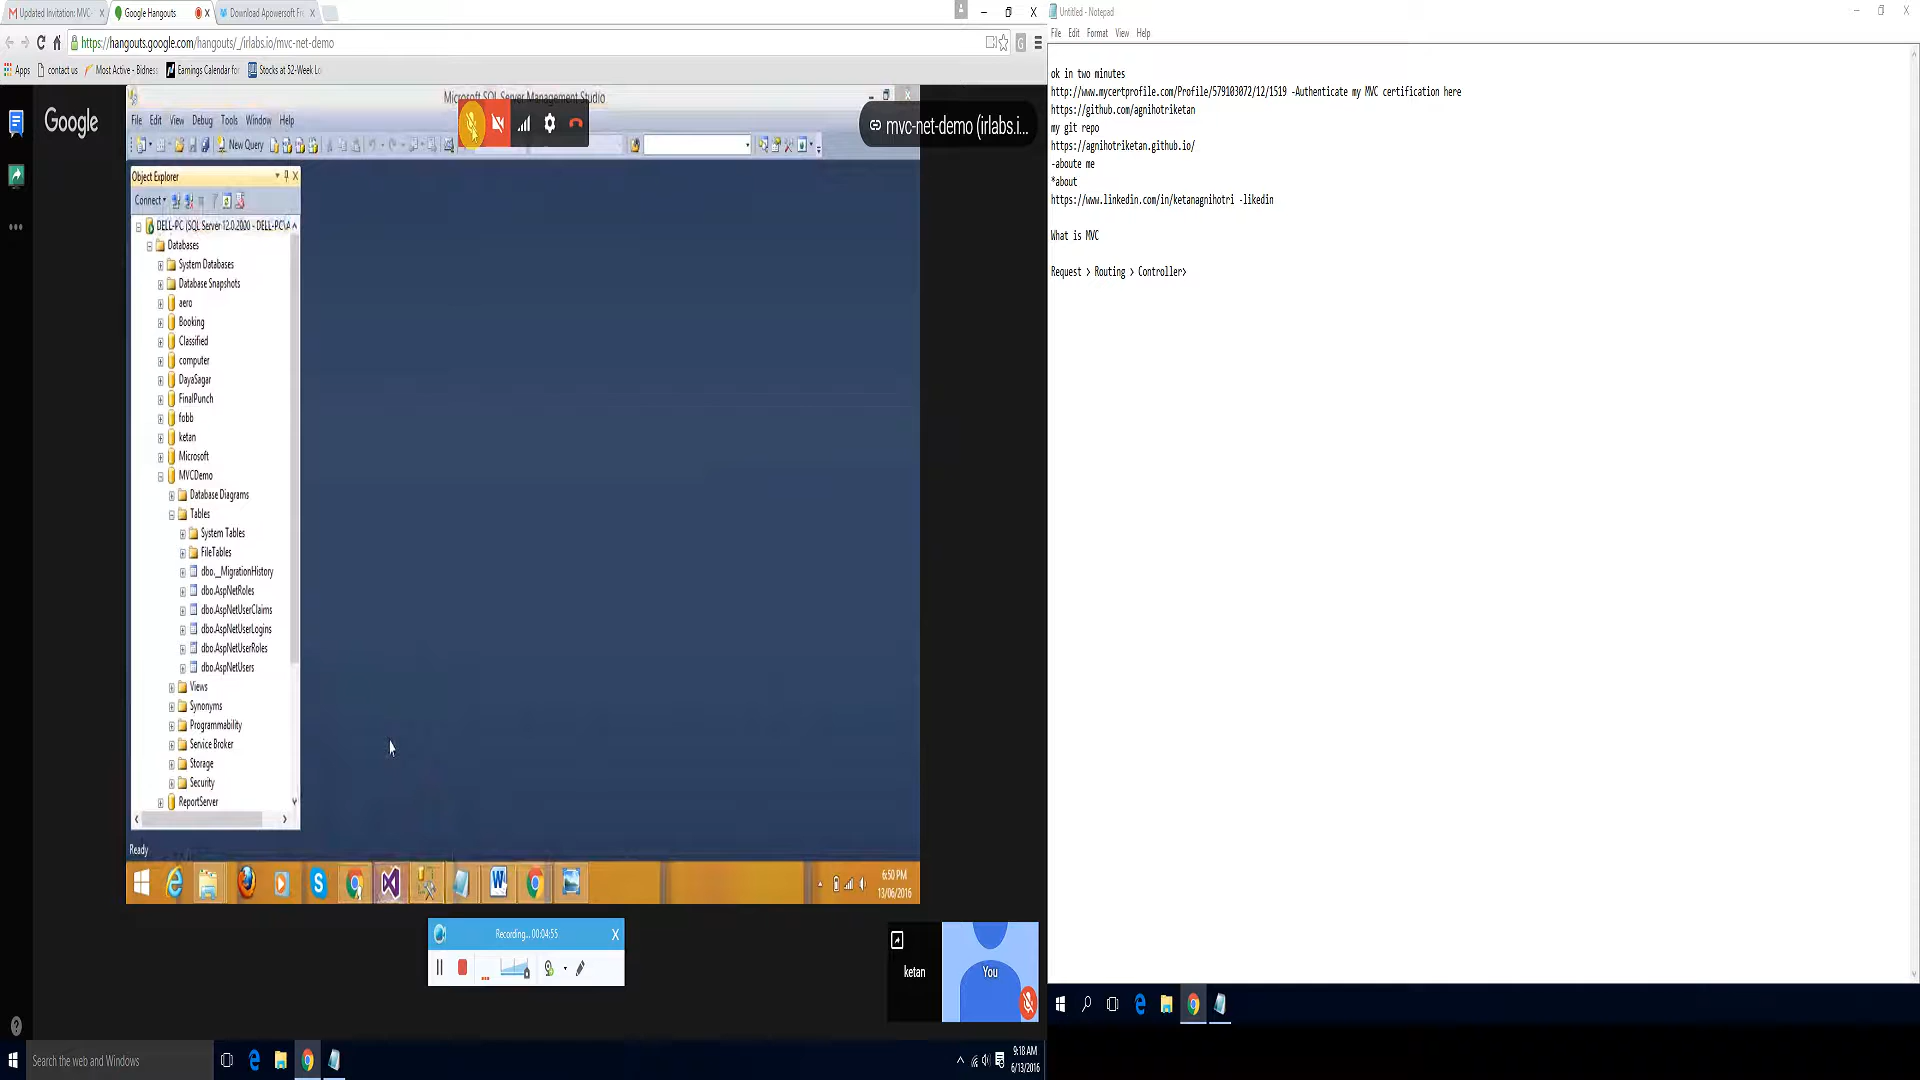 Updated Invitation: MVC-
Google Hangouts
Download Apowersoft Fr
https://hangouts.google.com/hangouts/_/irlabs.io/mvc-net-demo
Apps
contact us
Most Active - Bidness
Earnings Calendar for
Stocks at 52-Week Lo
Google
Microsoft SQL Server Management Studio
File Edit View Debug Tools Window Help
mvc-net-demo (irlabs.i...
New Query
Object Explorer
Connect
DELL-PC (SQL Server 12.0.2000 - DELL-PC\A
Databases
System Databases
Database Snapshots
aero
Booking
Classified
computer
DayaSagar
FinalPunch
fobb
ketan
Microsoft
MVCDemo
Database Diagrams
Tables
System Tables
FileTables
dbo.__MigrationHistory
dbo.AspNetRoles
dbo.AspNetUserClaims
dbo.AspNetUserLogins
dbo.AspNetUserRoles
dbo.AspNetUsers
Views
Synonyms
Programmability
Service Broker
Storage
Security
ReportServer
Ready
6:50 PM
13/06/2016
Recording... 00:04:55
ketan
You
Search the web and Windows
9:18 AM
6/13/2016
Untitled - Notepad
File Edit Format View Help
ok in two minutes
http://www.mycertprofile.com/Profile/579103072/12/1519 -Authenticate my MVC certification here
https://github.com/agnihotriketan
my git repo
https://agnihotriketan.github.io/
-aboute me
*about
https://www.linkedin.com/in/ketanagnihotri -likedin
What is MVC
Request > Routing > Controller>